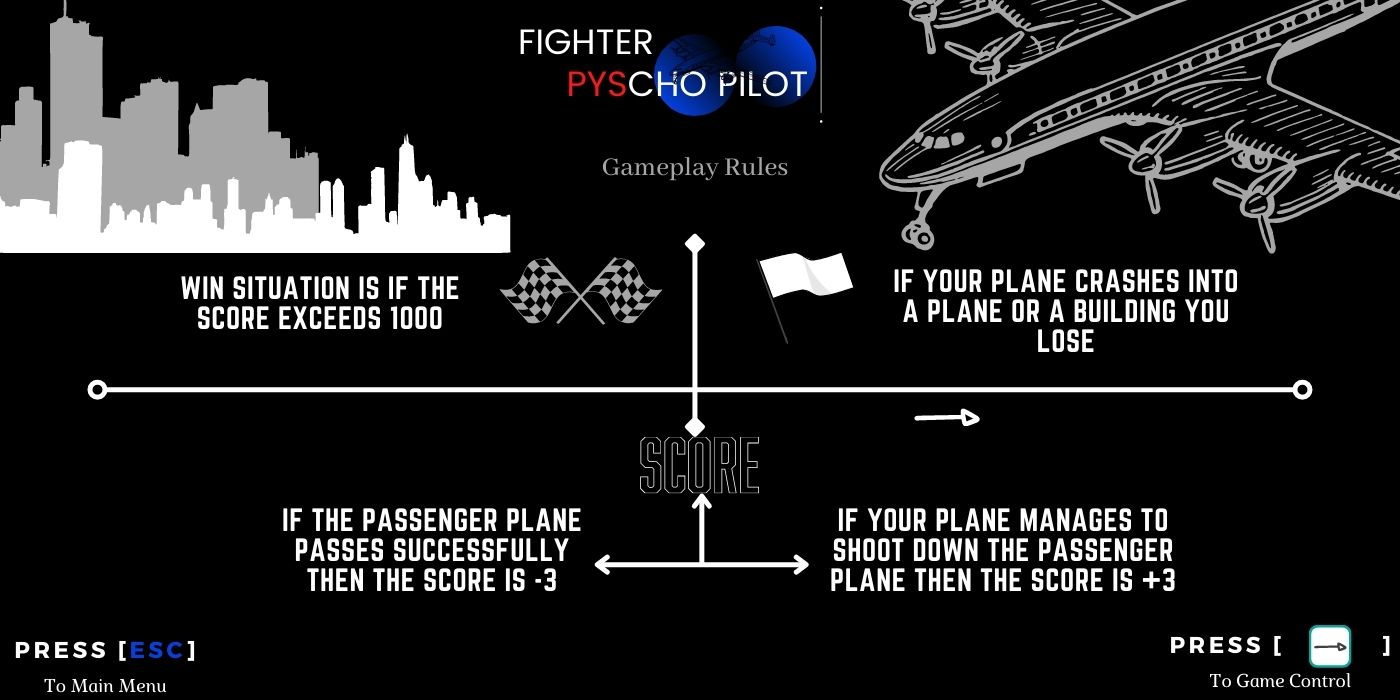 FIGHTER
PYSCHO PILOT
Gameplay Rules
WIN SITUATION IS IF THE
SCORE EXCEEDS 1000
IF YOUR PLANE CRASHES INTO
A PLANE OR A BUILDING YOU
LOSE
SCORE
IF THE PASSENGER PLANE
PASSES SUCCESSFULLY
THEN THE SCORE IS -3
IF YOUR PLANE MANAGES TO
SHOOT DOWN THE PASSENGER
PLANE THEN THE SCORE IS +3
PRESS [ESC]
To Main Menu
PRESS [ ]
To Game Control